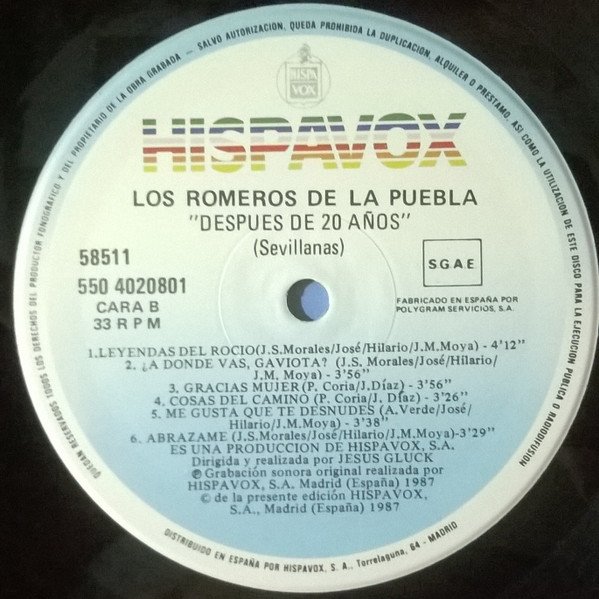 QUEDAN RESERVADOS TODOS LOS DERECHOS DEL PRODUCTOR FONOGRAFICO Y DEL PROPIETARIO DE LA OBRA GRABADA – SALVO AUTORIZACION, QUEDA PROHIBIDA LA DUPLICACION, ALQUILER O PRESTAMO, ASI COMO LA UTILIZACION DE ESTE DISCO PARA LA EJECUCION PUBLICA O RADIODIFUSION
HISPA
VOX
HISPAVOX
LOS ROMEROS DE LA PUEBLA
"DESPUES DE 20 AÑOS"
(Sevillanas)
58511
550 4020801
CARA B
33 R P M
S G A E
FABRICADO EN ESPAÑA POR
POLYGRAM SERVICIOS, S.A.
1.LEYENDAS DEL ROCIO(J.S.Morales/José/Hilario/J.M.Moya) - 4'12"
2. ¿A DONDE VAS, GAVIOTA? (J.S. Morales/José/Hilario/
J.M. Moya) - 3'56"
3. GRACIAS MUJER (P. Coria/J.Díaz) - 3'56"
4. COSAS DEL CAMINO (P. Coria/J. Díaz) - 3'26"
5. ME GUSTA QUE TE DESNUDES (A.Verde/José/
Hilario/J.M.Moya) - 3'38"
6. ABRAZAME (J.S.Morales/José/Hilario/J.M.Moya)-3'29"
ES UNA PRODUCCION DE HISPAVOX, S.A.
Dirigida y realizada por JESUS GLUCK
℗ Grabación sonora original realizada por
HISPAVOX, S.A. Madrid (España) 1987
© de la presente edición HISPAVOX,
S.A., Madrid (España) 1987
DISTRIBUIDO EN ESPAÑA POR HISPAVOX, S. A., Torrelaguna, 64 - MADRID